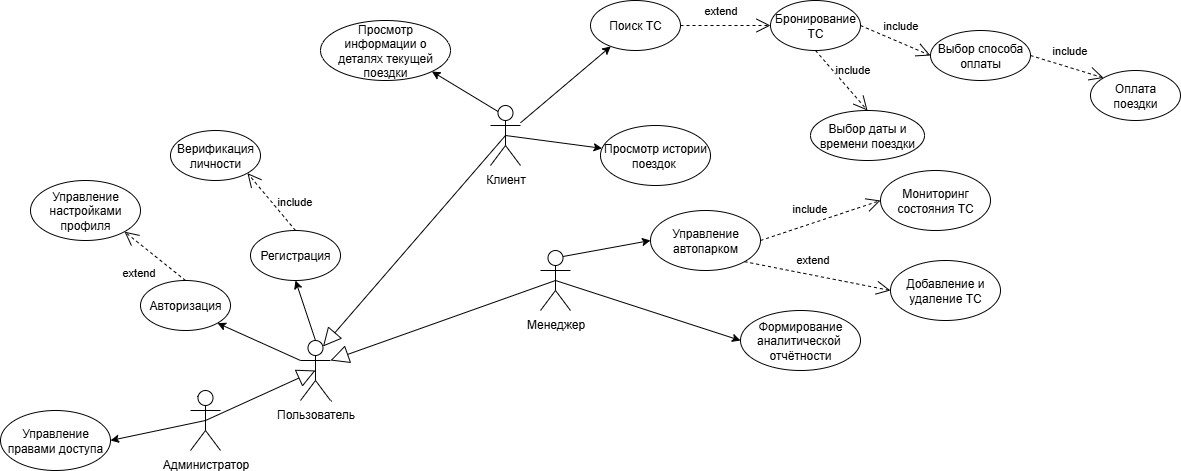 Просмотр
информации о
деталях текущей
поездки
Поиск ТС
extend
Бронирование
ТС
include
Выбор способа
оплаты
include
Оплата
поездки
include
Выбор даты и
времени поездки
Клиент
Просмотр истории
поездок
Верификация
личности
include
Регистрация
Управление
настройками
профиля
extend
Авторизация
Управление
автопарком
include
Мониторинг
состояния ТС
extend
Добавление и
удаление ТС
Менеджер
Формирование
аналитической
отчётности
Пользователь
Управление
правами доступа
Администратор